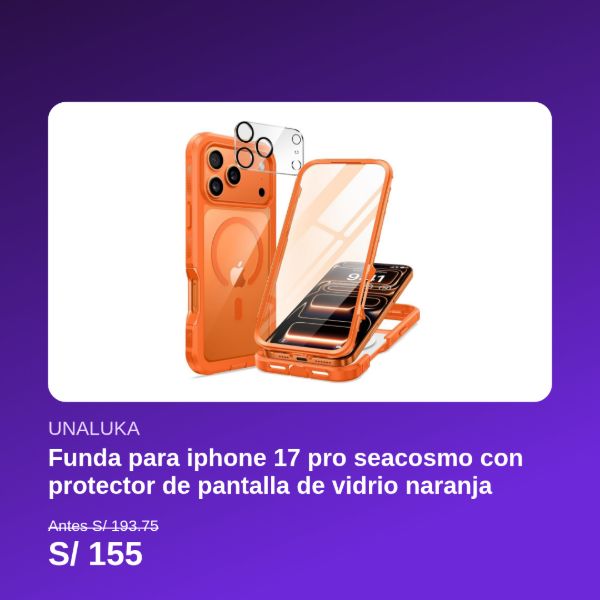 UNALUKA
Funda para iphone 17 pro seacosmo con
protector de pantalla de vidrio naranja
Antes S/ 193.75
S/ 155